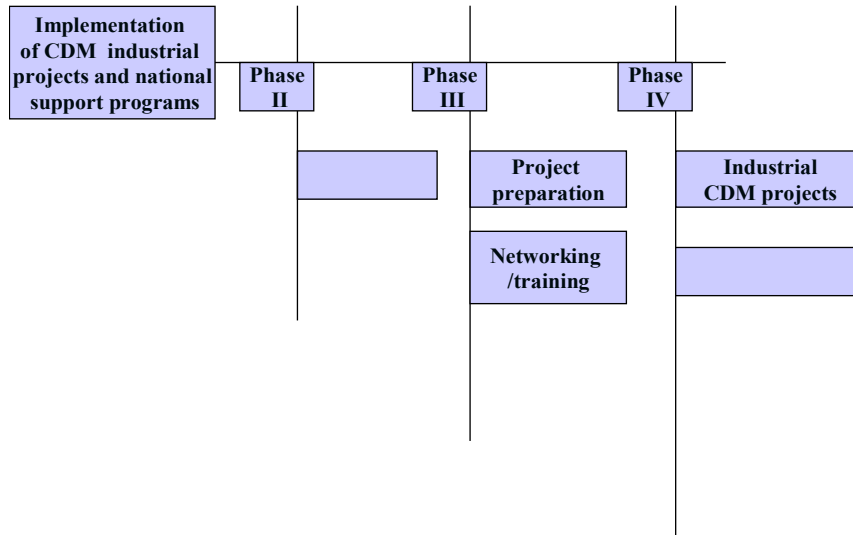 Implementation
of CDM industrial
projects and national
support programs
Phase
II
Phase
III
Phase
IV
Project
preparation
Industrial
CDM projects
Networking
/training